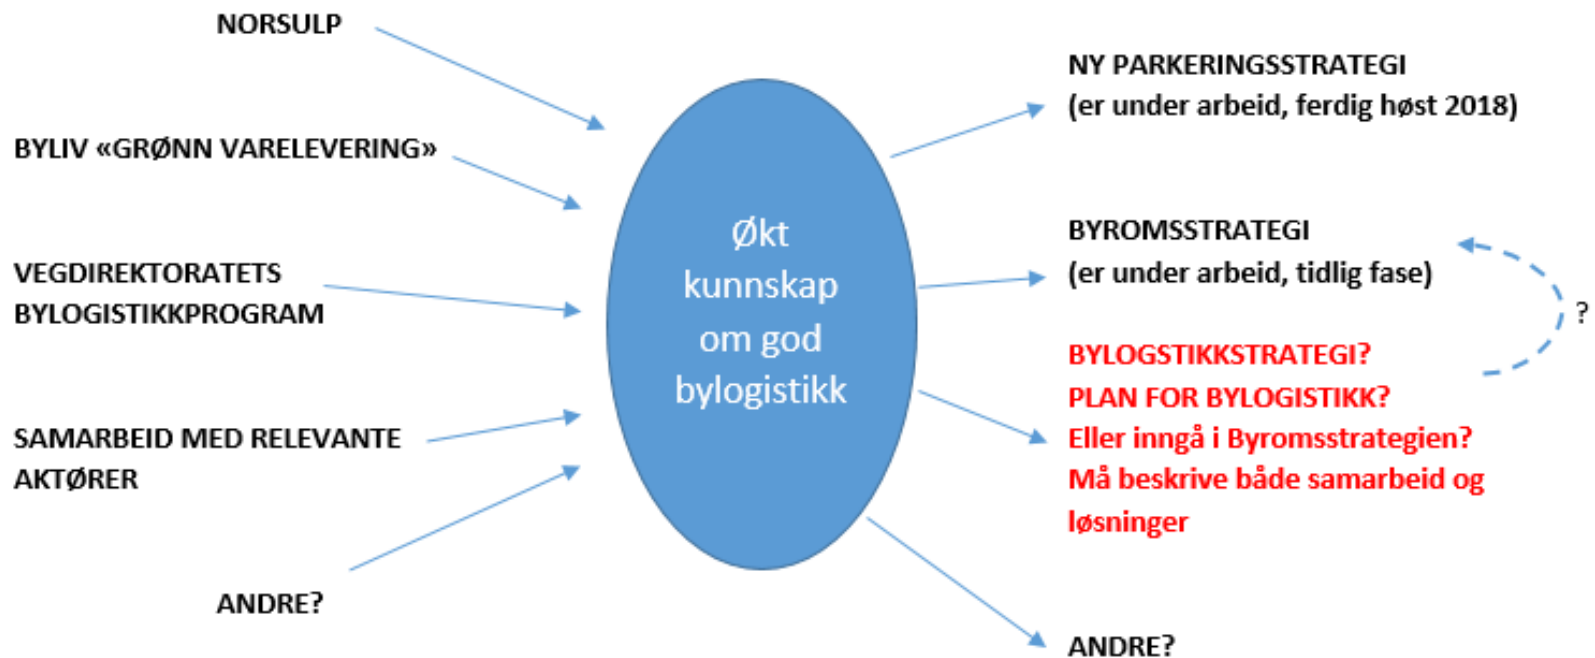 NORSULP
BYLIV «GRØNN VARELEVERING»
VEGDIREKTORATETS
BYLOGISTIKKPROGRAM
SAMARBEID MED RELEVANTE
AKTØRER
ANDRE?
Økt
kunnskap
om god
bylogistikk
NY PARKERINGSSTRATEGI
(er under arbeid, ferdig høst 2018)
BYROMSSTRATEGI
(er under arbeid, tidlig fase)
?
BYLOGSTIKKSTRATEGI?
PLAN FOR BYLOGISTIKK?
Eller inngå i Byromsstrategien?
Må beskrive både samarbeid og
løsninger
ANDRE?